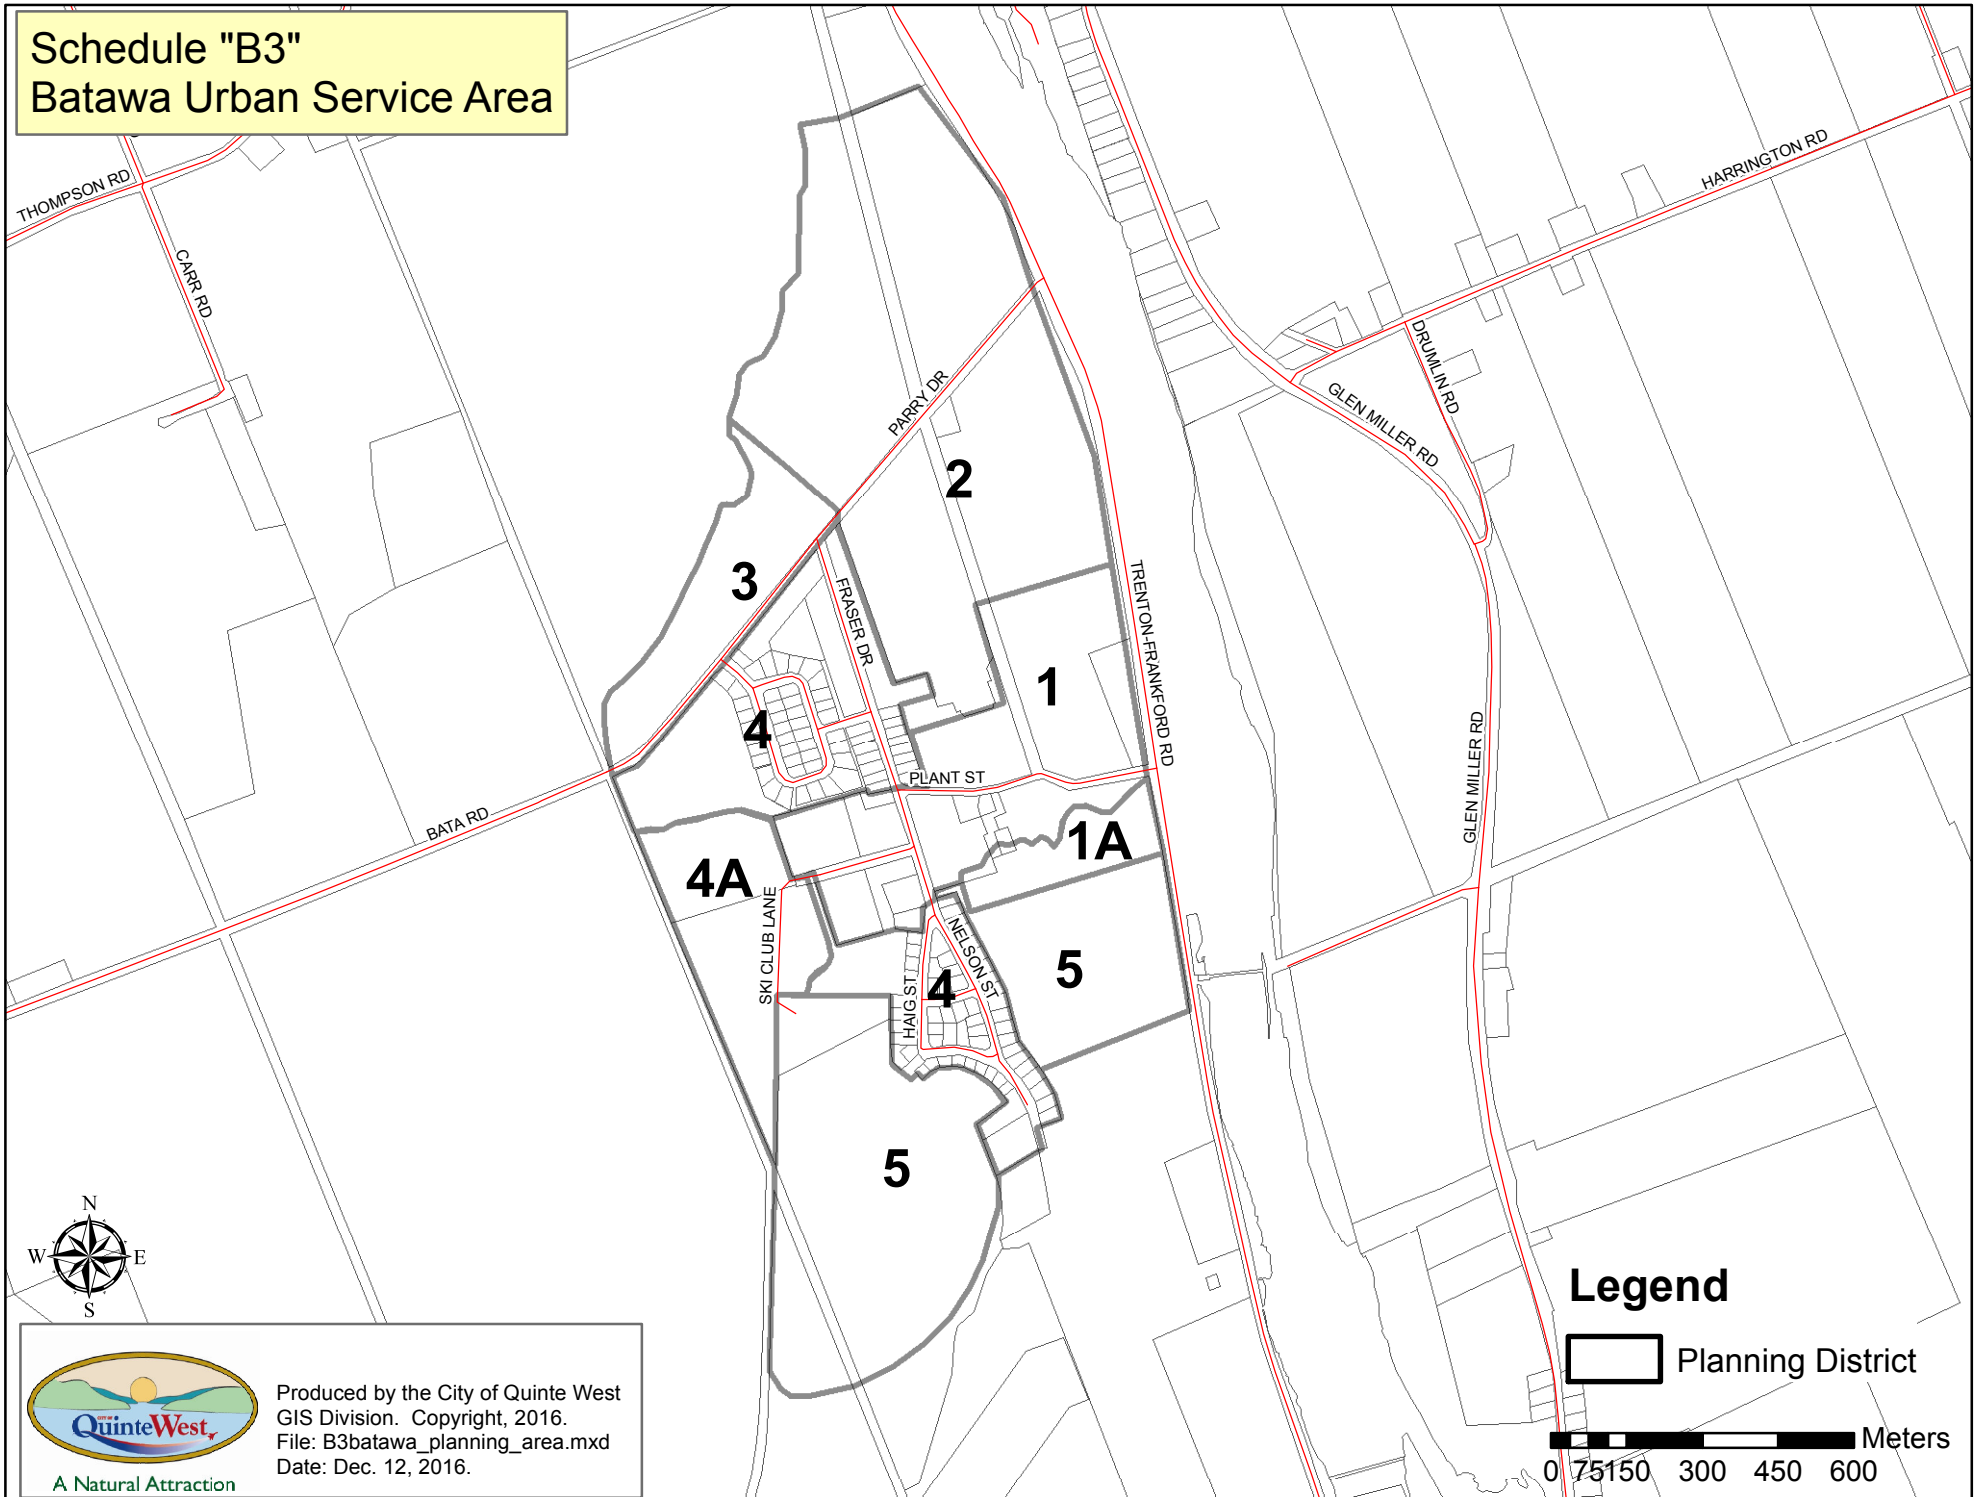 Schedule "B3"
Batawa Urban Service Area
THOMPSON RD
CARR RD
HARRINGTON RD
DRUMLIN RD
GLEN MILLER RD
PARRY DR
2
3
FRASER DR
TRENTON-FRANKFORD RD
1
4
PLANT ST
GLEN MILLER RD
BATA RD
1A
4A
SKI CLUB LANE
NELSON ST
HAIG ST
4
5
5
N
W
E
S
Legend
Planning District
Meters
0 75 150 300 450 600
CITY OF
QuinteWest
A Natural Attraction
Produced by the City of Quinte West
GIS Division. Copyright, 2016.
File: B3batawa_planning_area.mxd
Date: Dec. 12, 2016.